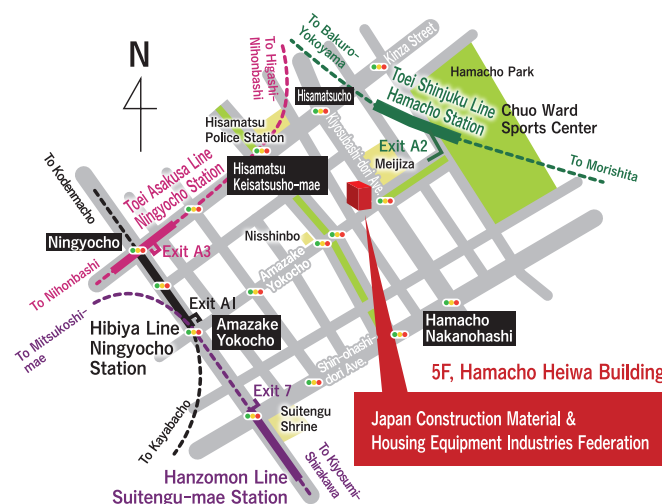 N
To Bakuro-
Yokoyama
Kinza Street
To Higashi-
Nihonbashi
Toei Shinjuku Line
Hamacho Station
Hamacho Park
Chuo Ward
Sports Center
Hisamatsucho
Hisamatsu
Police Station
Kiyosubashi-dori Ave.
Exit A2
Meijiza
To Morishita
To Kodenmacho
Toei Asakusa Line
Ningyocho Station
Hisamatsu
Keisatsusho-mae
Ningyocho
Exit A3
Nisshinbo
Amazake
Yokocho
To Nihonbashi
To Mitsukoshi-
mae
Exit A1
Hibiya Line
Ningyocho
Station
Amazake
Yokocho
Hamacho
Nakanohashi
Shin-ohashi-
dori Ave.
5F, Hamacho Heiwa Building
Exit 7
Suitengu
Shrine
Japan Construction Material &
Housing Equipment Industries Federation
To Kayabacho
To Kiyosumi-
Shirakawa
Hanzomon Line
Suitengu-mae Station